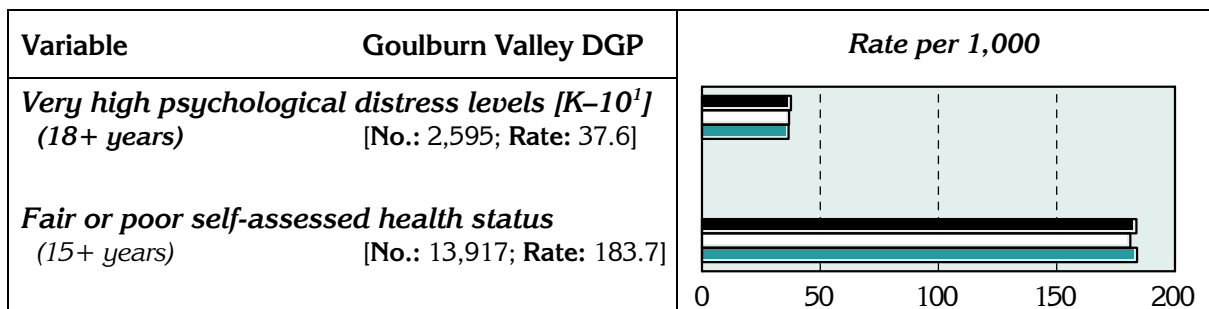 Variable Goulburn Valley DGP Rate per 1,000
Very high psychological distress levels [K–10¹]
(18+ years) [No.: 2,595; Rate: 37.6]
Fair or poor self-assessed health status
(15+ years) [No.: 13,917; Rate: 183.7]
0 50 100 150 200